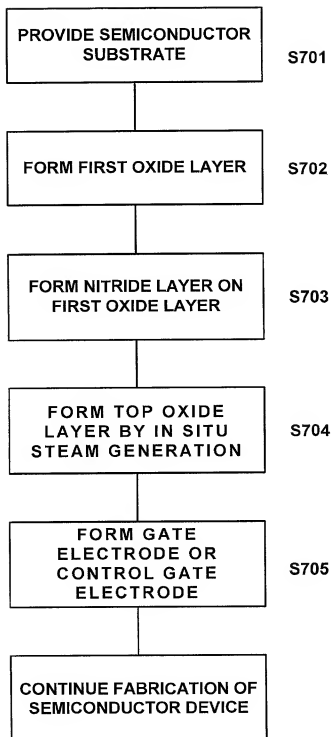 PROVIDE SEMICONDUCTOR
SUBSTRATE
S701
FORM FIRST OXIDE LAYER
S702
FORM NITRIDE LAYER ON
FIRST OXIDE LAYER
S703
FORM TOP OXIDE
LAYER BY IN SITU
STEAM GENERATION
S704
FORM GATE
ELECTRODE OR
CONTROL GATE
ELECTRODE
S705
CONTINUE FABRICATION OF
SEMICONDUCTOR DEVICE